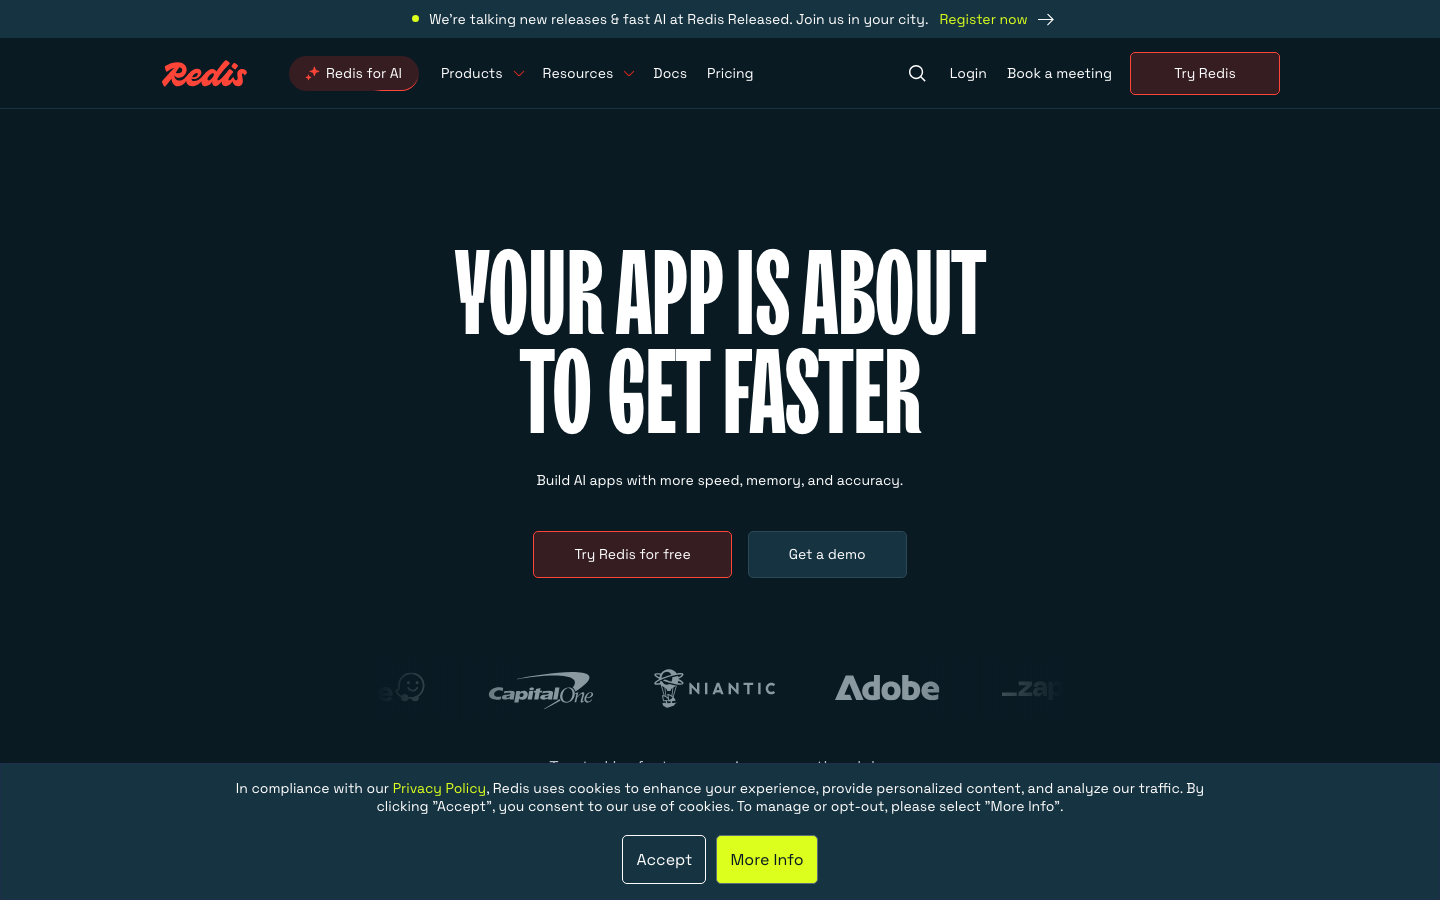 We're talking new releases & fast AI at Redis Released. Join us in your city. Register now
Redis
Redis for AI
Products
Resources
Docs
Pricing
Login
Book a meeting
Try Redis
YOUR APP IS ABOUT
TO GET FASTER
Build AI apps with more speed, memory, and accuracy.
Try Redis for free
Get a demo
Capital One
NIANTIC
Adobe
In compliance with our Privacy Policy, Redis uses cookies to enhance your experience, provide personalized content, and analyze our traffic. By
clicking "Accept", you consent to our use of cookies. To manage or opt-out, please select "More Info".
Accept
More Info